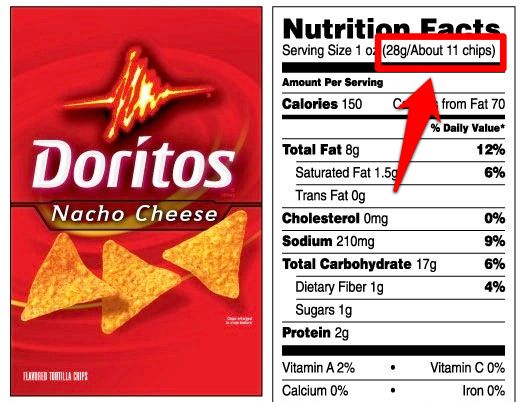 Doritos
Nacho Cheese
Chips enlarged
to show texture
FLAVORED TORTILLA CHIPS
Nutrition Facts
Serving Size 1 oz (28g/About 11 chips)
Amount Per Serving
Calories 150 from Fat 70
% Daily Value*
Total Fat 8g 12%
Saturated Fat 1.5g 6%
Trans Fat 0g
Cholesterol 0mg 0%
Sodium 210mg 9%
Total Carbohydrate 17g 6%
Dietary Fiber 1g 4%
Sugars 1g
Protein 2g
Vitamin A 2% • Vitamin C 0%
Calcium 0% • Iron 0%